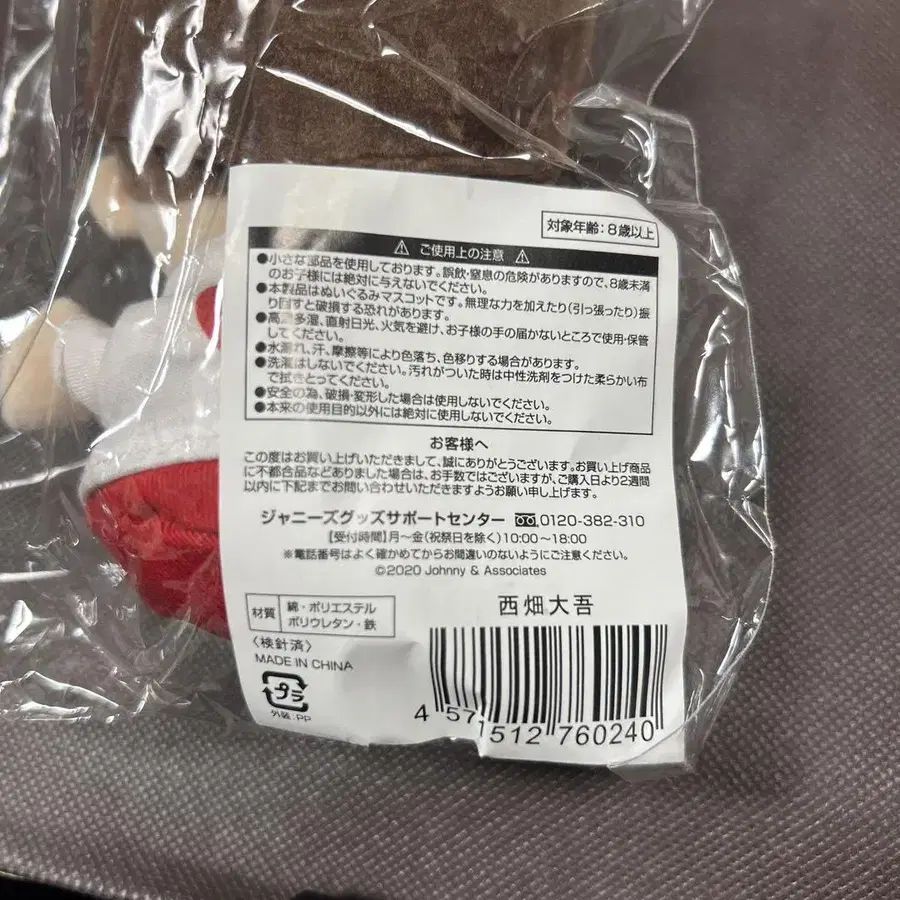 対象年齢:8歳以上
⚠ ご使用上の注意 ⚠
●小さな部品を使用しております。誤飲・窒息の危険がありますので、8歳未満
のお子様には絶対に与えないでください。
●本製品はぬいぐるみマスコットです。無理な力を加えたり(引っ張ったり)振
り回すと破損する恐れがあります。
●高温多湿、直射日光、火気を避け、お子様の手の届かないところで使用・保管
してください。
●水濡れ、汗、摩擦等により色落ち、色移りする場合があります。
●洗濯はしないでください。汚れがついた時は中性洗剤をつけた柔らかい布
で拭きとってください。
●安全の為、破損・変形した場合は使用しないでください。
●本来の使用目的以外には絶対に使用しないでください。
お客様へ
この度はお買い上げいただきまして、誠にありがとうございます。お買い上げ商品
に不都合品などありました場合は、お手数ではございますが、ご購入日より2週間
以内に下記までお問い合わせいただきますようお願い申し上げます。
ジャニーズグッズサポートセンター 0120-382-310
【受付時間】月~金(祝祭日を除く)10:00~18:00
※電話番号はよく確かめてからお間違いのないようにご注意ください。
©2020 Johnny & Associates
材質 綿・ポリエステル
ポリウレタン・鉄
西畑大吾
〈検針済〉
MADE IN CHINA
プラ
外装:PP
4 571512 760240